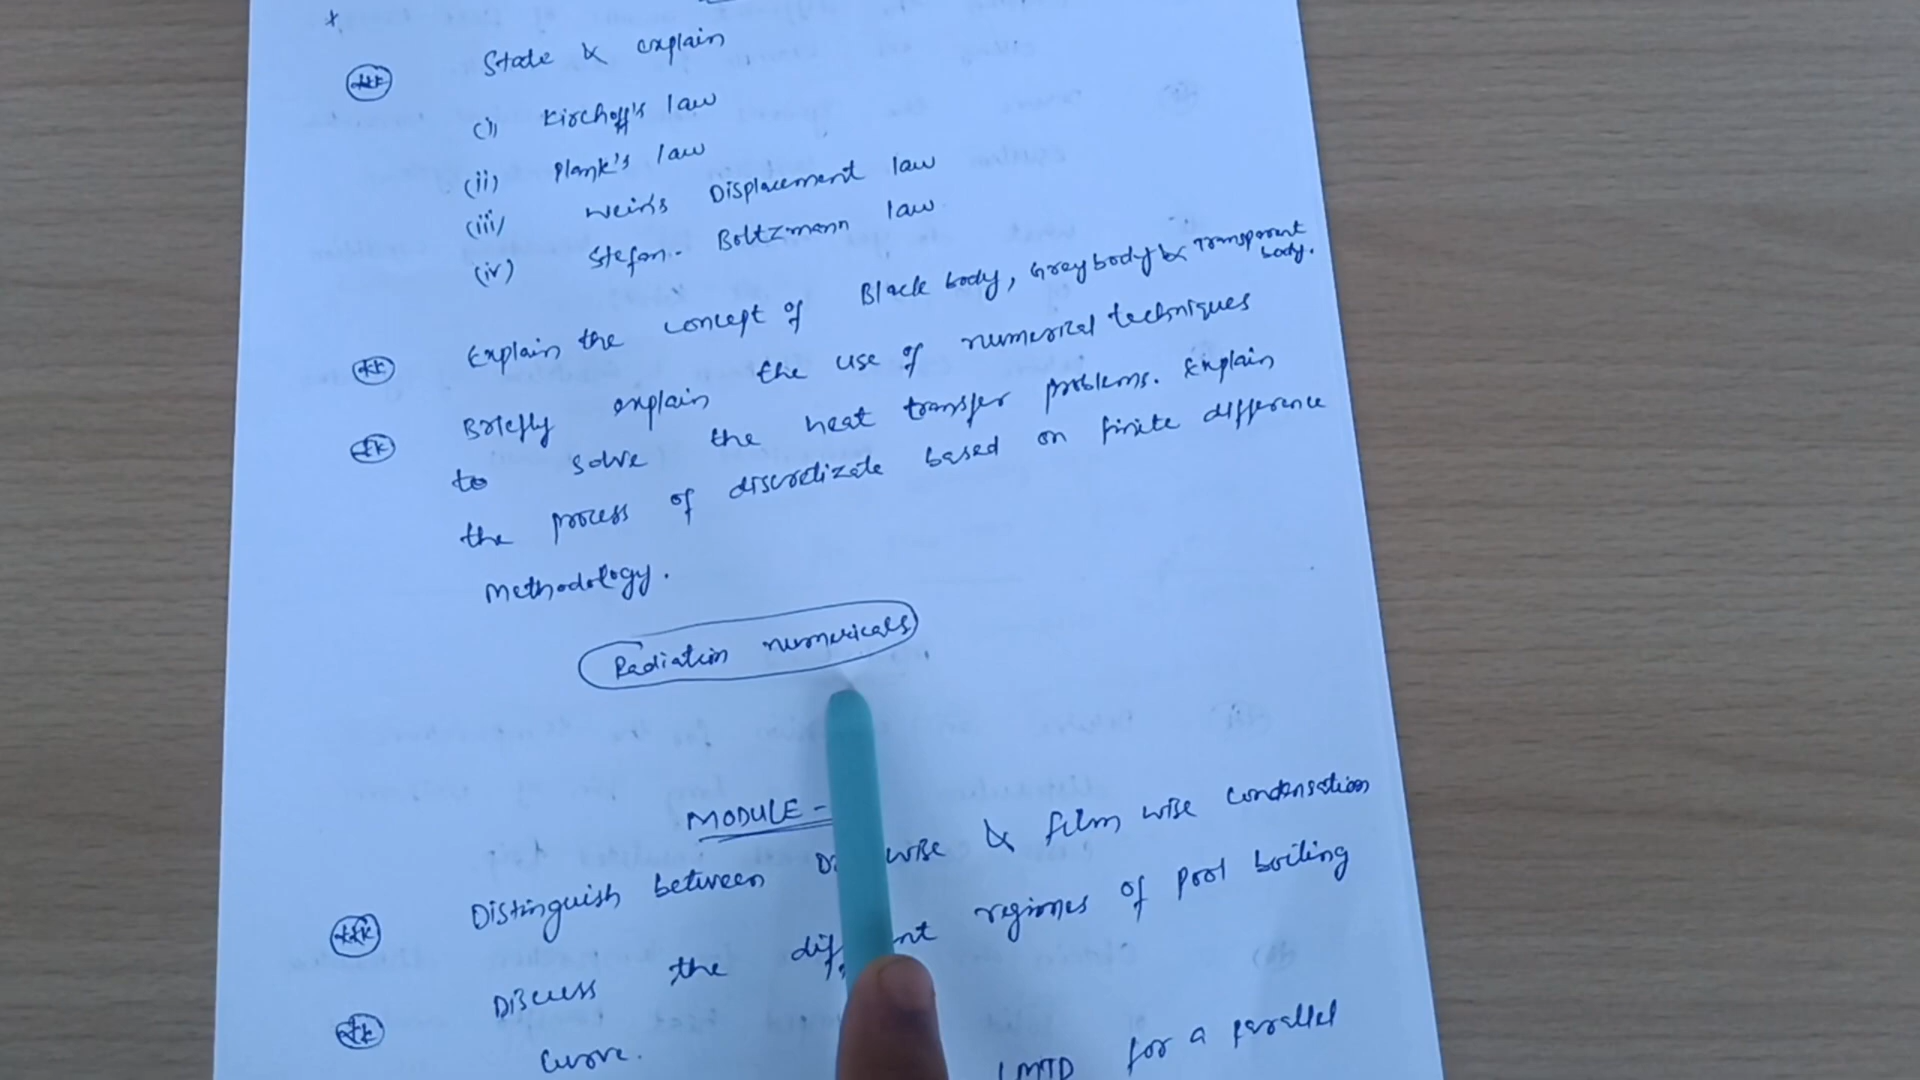 *
*** State & explain
(i) Kirchoff's law
(ii) Plank's law
(iii) Wein's Displacement law
(iv) Stefan-Boltzmann law
** Explain the concept of Black body, Grey body & Transparent body.
** Briefly explain the use of numerical techniques
to solve the heat transfer problems. Explain
the process of discretizate based on finite difference
methodology.
Radiation numericals
MODULE -
*** Distinguish between wise & film wise condensation
** Discuss the regimes of pool boiling
curve.
LMTD for a parallel